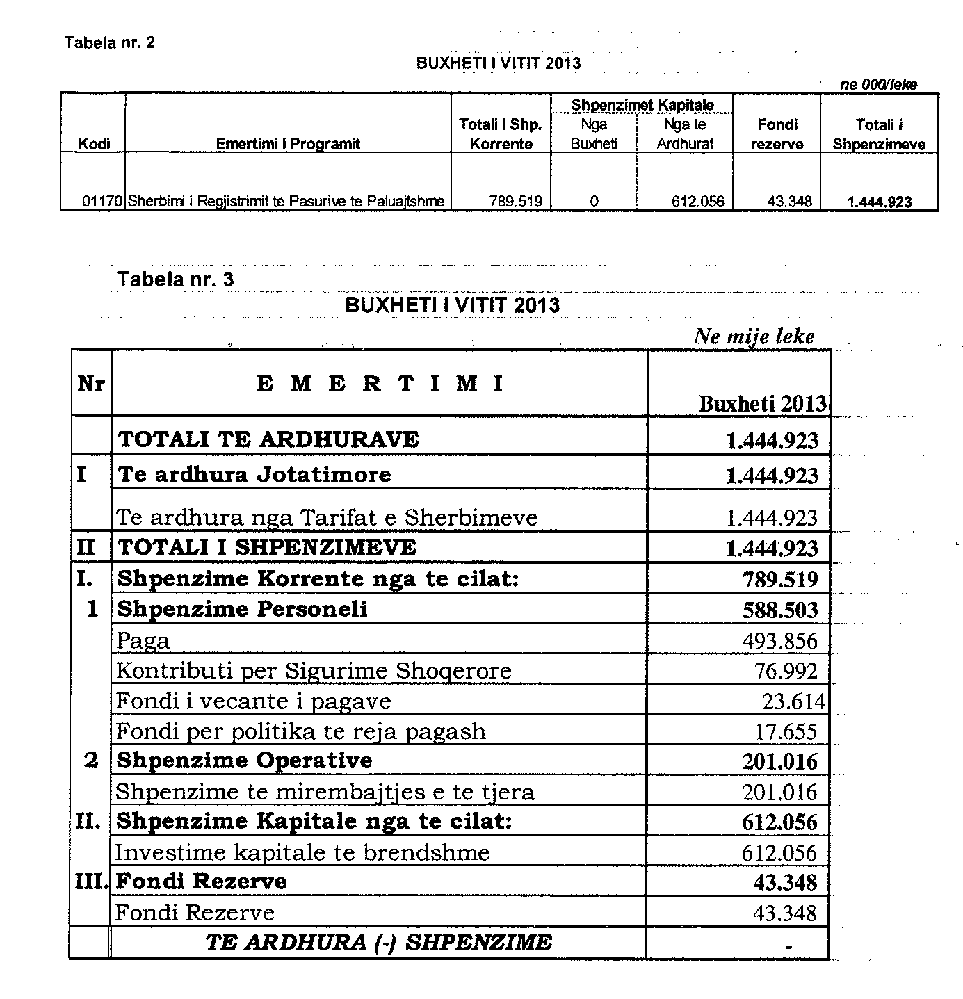 Tabela nr. 2
BUXHETI I VITIT 2013
ne 000/leke
Kodi Emertimi i Programit Totali i Shp. Korrente Shpenzimet Kapitale Nga Buxheti Nga te Ardhurat Fondi rezerve Totali i Shpenzimeve
01170 Sherbimi i Regjistrimit te Pasurive te Paluajtshme 789.519 0 612.056 43.348 1.444.923
Tabela nr. 3
BUXHETI I VITIT 2013
Ne mije leke
Nr E M E R T I M I Buxheti 2013
TOTALI TE ARDHURAVE 1.444.923
I Te ardhura Jotatimore 1.444.923
Te ardhura nga Tarifat e Sherbimeve 1.444.923
II TOTALI I SHPENZIMEVE 1.444.923
I. Shpenzime Korrente nga te cilat: 789.519
1 Shpenzime Personeli 588.503
Paga 493.856
Kontributi per Sigurime Shoqerore 76.992
Fondi i vecante i pagave 23.614
Fondi per politika te reja pagash 17.655
2 Shpenzime Operative 201.016
Shpenzime te mirembajtjes e te tjera 201.016
II. Shpenzime Kapitale nga te cilat: 612.056
Investime kapitale te brendshme 612.056
III. Fondi Rezerve 43.348
Fondi Rezerve 43.348
TE ARDHURA (-) SHPENZIME -